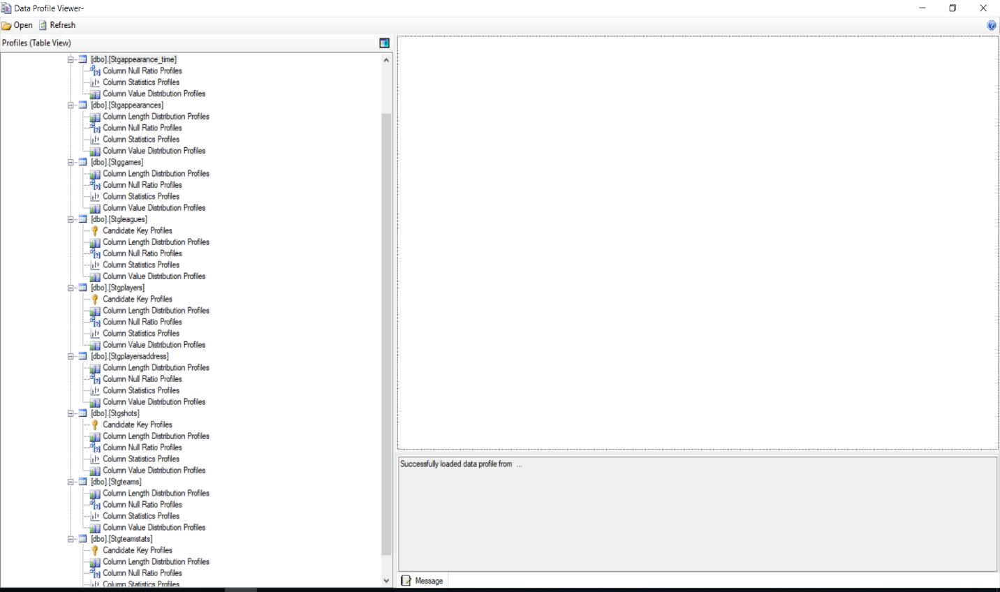 Data Profile Viewer-
Open Refresh
Profiles (Table View)
[dbo].[Stgappearance_time]
Column Null Ratio Profiles
Column Statistics Profiles
Column Value Distribution Profiles
[dbo].[Stgappearances]
Column Length Distribution Profiles
Column Null Ratio Profiles
Column Statistics Profiles
Column Value Distribution Profiles
[dbo].[Stggames]
Column Length Distribution Profiles
Column Null Ratio Profiles
Column Statistics Profiles
Column Value Distribution Profiles
[dbo].[Stgleagues]
Candidate Key Profiles
Column Length Distribution Profiles
Column Null Ratio Profiles
Column Statistics Profiles
Column Value Distribution Profiles
[dbo].[Stgplayers]
Candidate Key Profiles
Column Length Distribution Profiles
Column Null Ratio Profiles
Column Statistics Profiles
Column Value Distribution Profiles
[dbo].[Stgplayersaddress]
Column Length Distribution Profiles
Column Null Ratio Profiles
Column Statistics Profiles
Column Value Distribution Profiles
[dbo].[Stgshots]
Candidate Key Profiles
Column Length Distribution Profiles
Column Null Ratio Profiles
Column Statistics Profiles
Column Value Distribution Profiles
[dbo].[Stgteams]
Column Length Distribution Profiles
Column Null Ratio Profiles
Column Statistics Profiles
Column Value Distribution Profiles
[dbo].[Stgteamstats]
Candidate Key Profiles
Column Length Distribution Profiles
Column Null Ratio Profiles
Column Statistics Profiles
Successfully loaded data profile from ...
Message